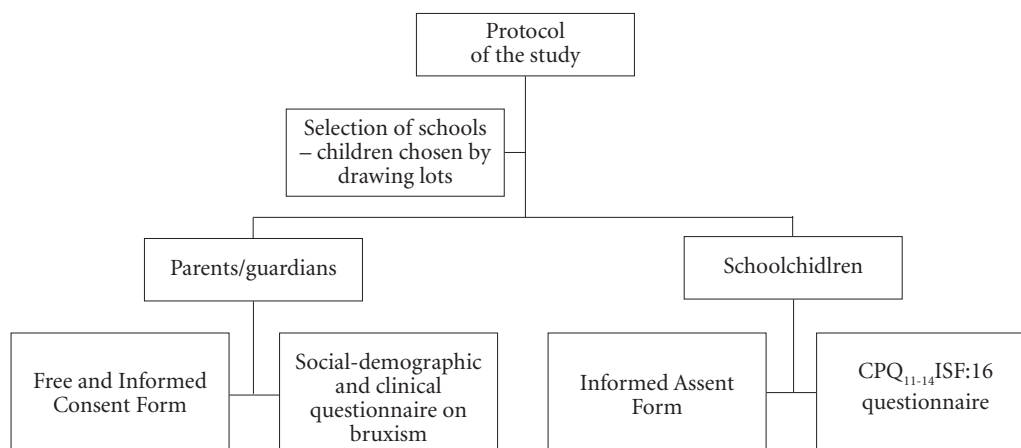 Protocol
of the study
Selection of schools
– children chosen by
drawing lots
Parents/guardians
Schoolchidlren
Free and Informed
Consent Form
Social-demographic
and clinical
questionnaire on
bruxism
Informed Assent
Form
CPQ₁₁₋₁₄ISF:16
questionnaire